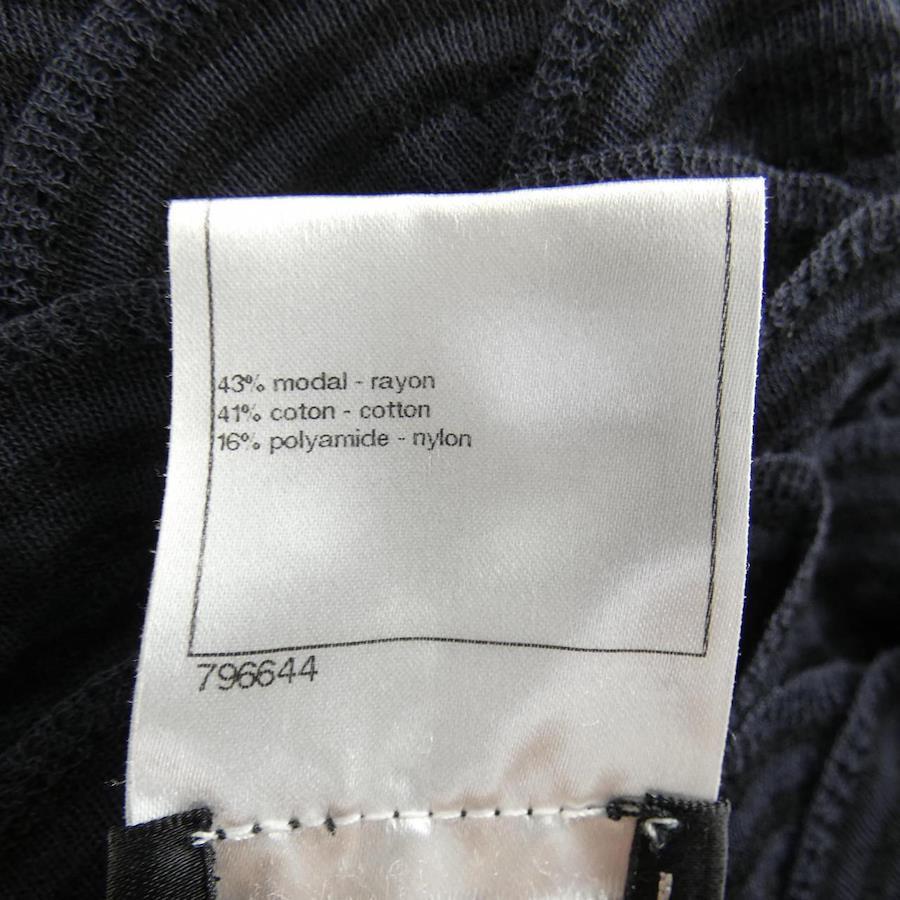 43% modal - rayon
41% coton - cotton
16% polyamide - nylon
796644